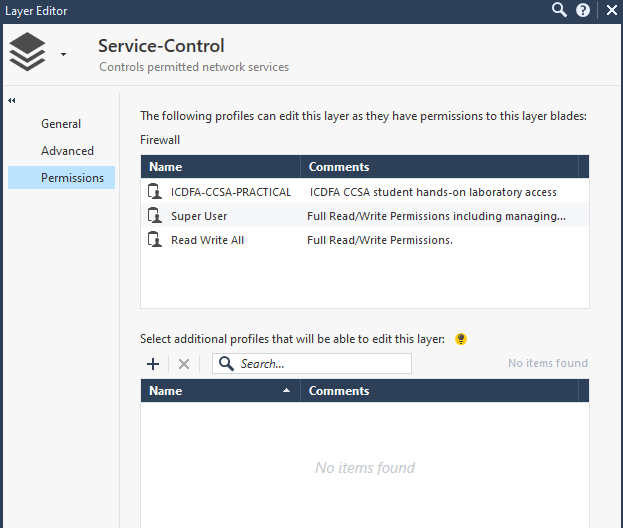 Layer Editor
Service-Control
Controls permitted network services
General
Advanced
Permissions
The following profiles can edit this layer as they have permissions to this layer blades:
Firewall
Name Comments
ICDFA-CCSA-PRACTICAL ICDFA CCSA student hands-on laboratory access
Super User Full Read/Write Permissions including managing...
Read Write All Full Read/Write Permissions.
Select additional profiles that will be able to edit this layer:
Search... No items found
Name Comments
No items found